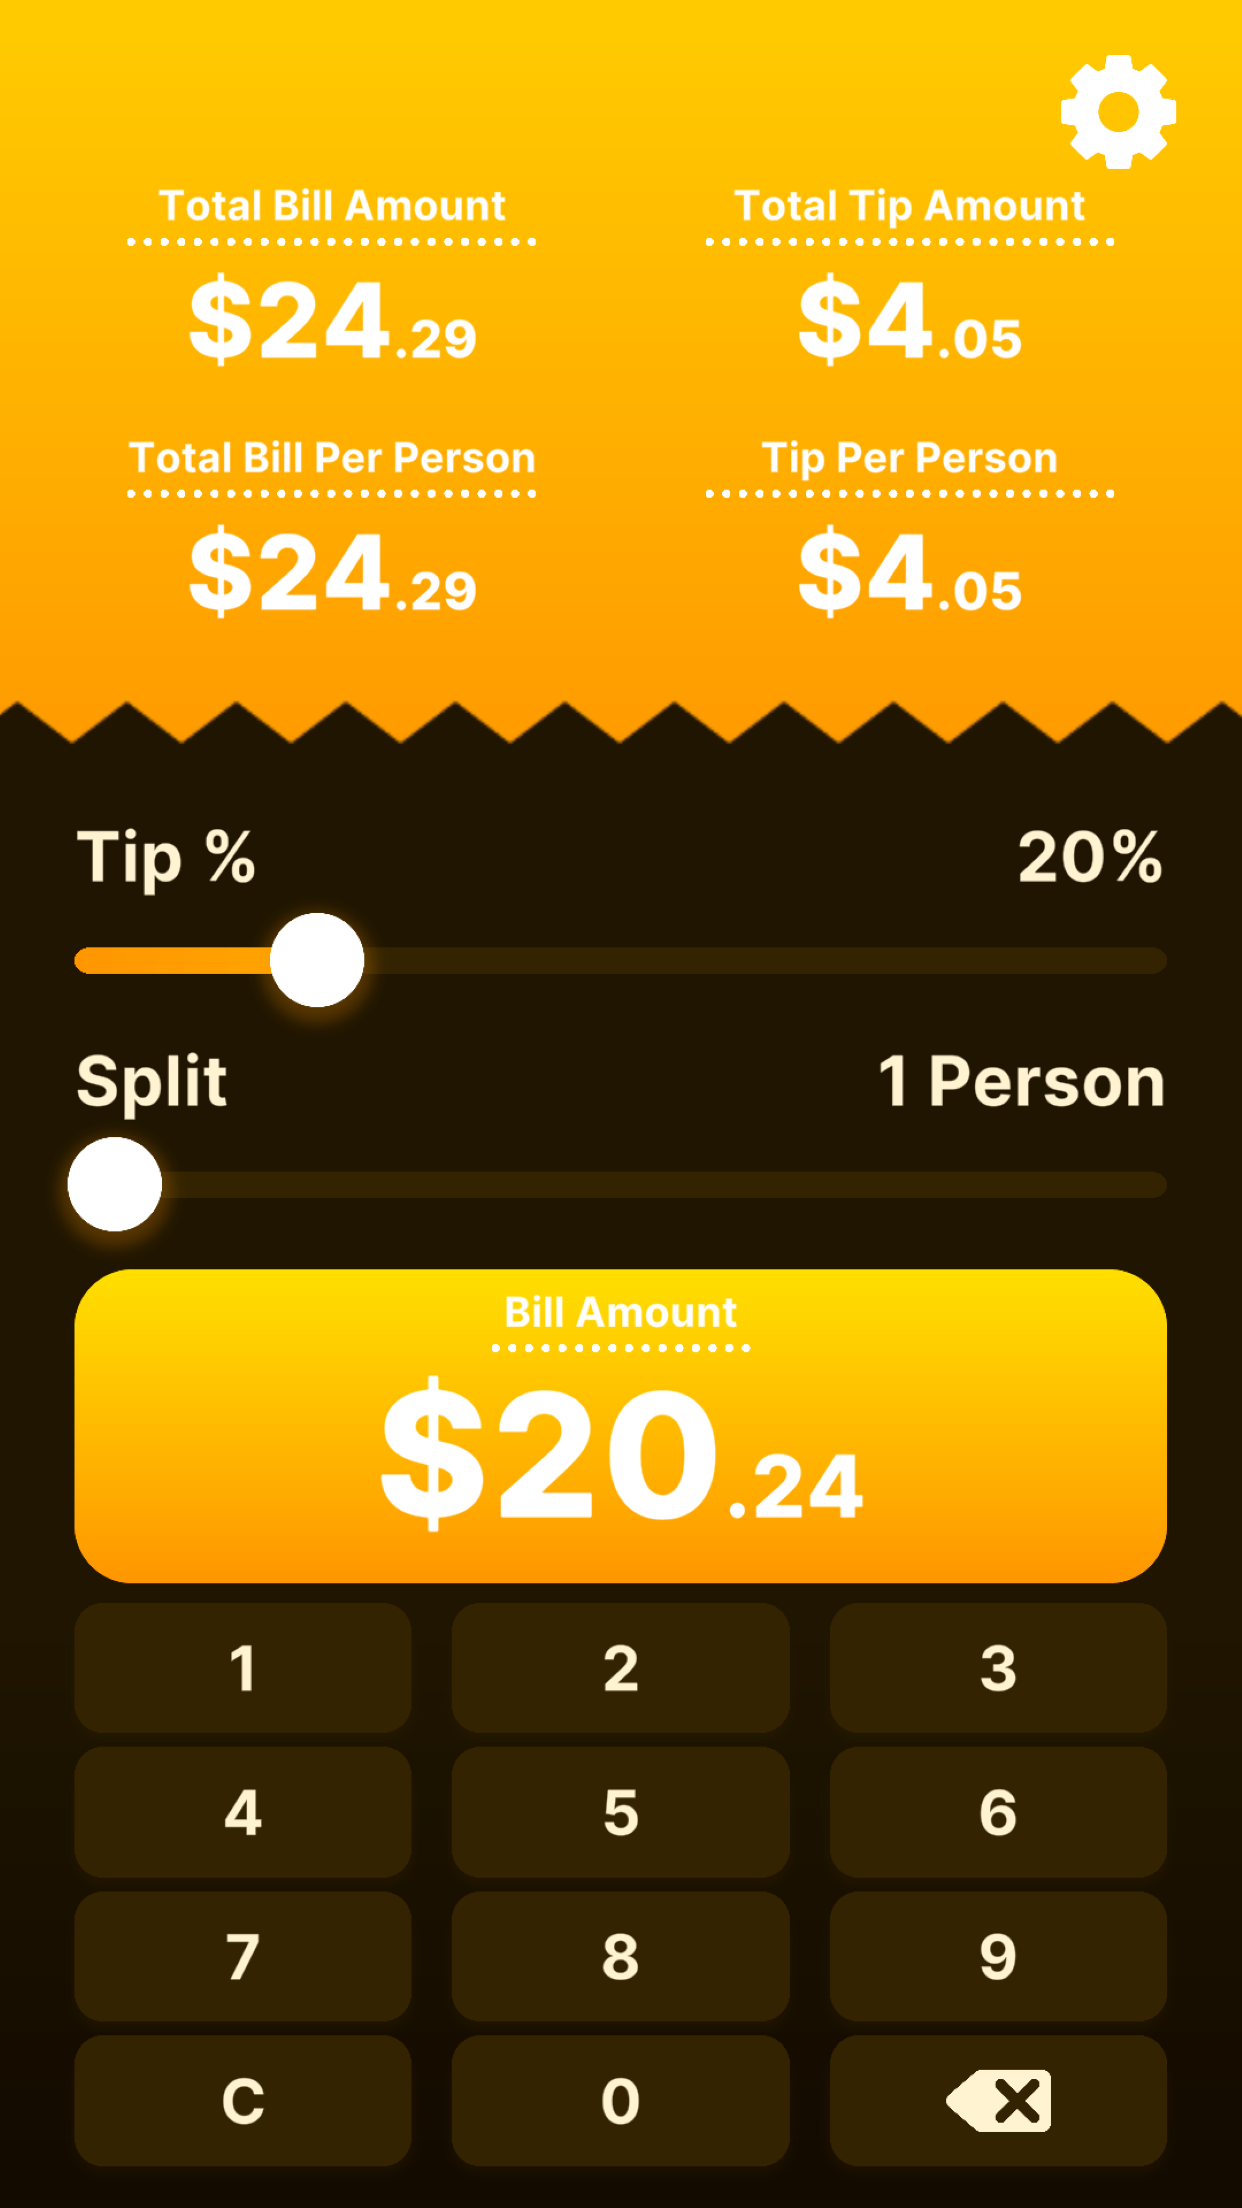 Total Bill Amount
Total Tip Amount
$24.29
$4.05
Total Bill Per Person
Tip Per Person
$24.29
$4.05
Tip %
20%
Split
1 Person
Bill Amount
$20.24
1
2
3
4
5
6
7
8
9
C
0